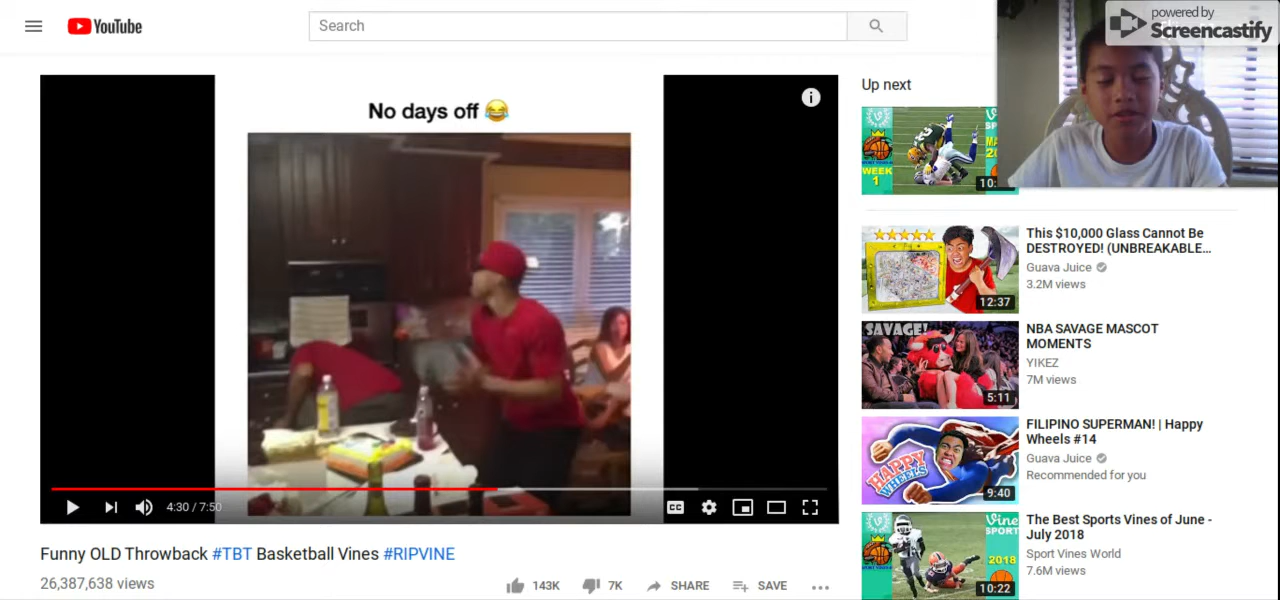 YouTube
Search
powered by
Screencastify
No days off 😂
i
Up next
WEEK
1
10:
This $10,000 Glass Cannot Be
DESTROYED! (UNBREAKABLE...
Guava Juice
3.2M views
12:37
SAVAGE!
NBA SAVAGE MASCOT
MOMENTS
YIKEZ
7M views
5:11
FILIPINO SUPERMAN! | Happy
Wheels #14
Guava Juice
Recommended for you
HAPPY
WHEELS
9:40
The Best Sports Vines of June -
July 2018
Sport Vines World
7.6M views
Vine
SPORT
2018
10:22
4:30 / 7:50
CC
Funny OLD Throwback #TBT Basketball Vines #RIPVINE
26,387,638 views
143K
7K
SHARE
SAVE